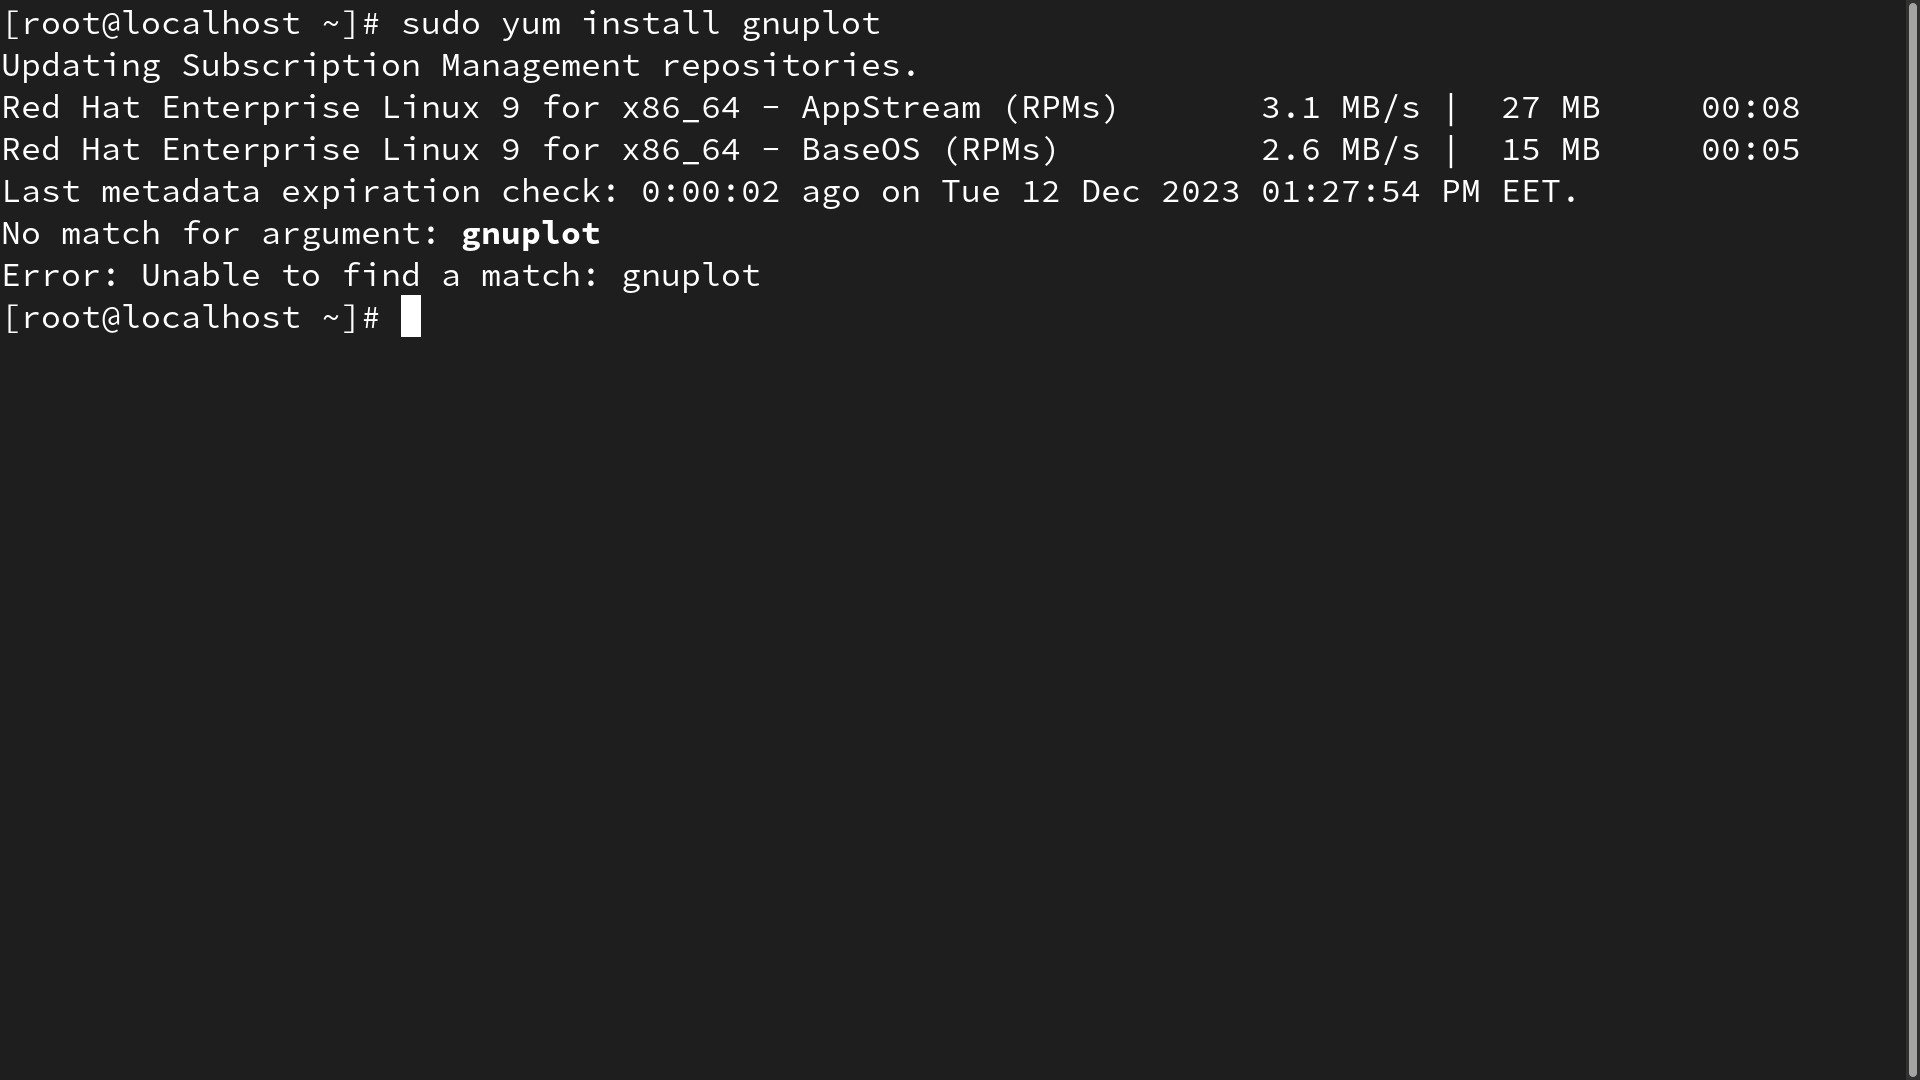 [root@localhost ~]# sudo yum install gnuplot
Updating Subscription Management repositories.
Red Hat Enterprise Linux 9 for x86_64 - AppStream (RPMs)       3.1 MB/s |  27 MB     00:08
Red Hat Enterprise Linux 9 for x86_64 - BaseOS (RPMs)          2.6 MB/s |  15 MB     00:05
Last metadata expiration check: 0:00:02 ago on Tue 12 Dec 2023 01:27:54 PM EET.
No match for argument: gnuplot
Error: Unable to find a match: gnuplot
[root@localhost ~]#